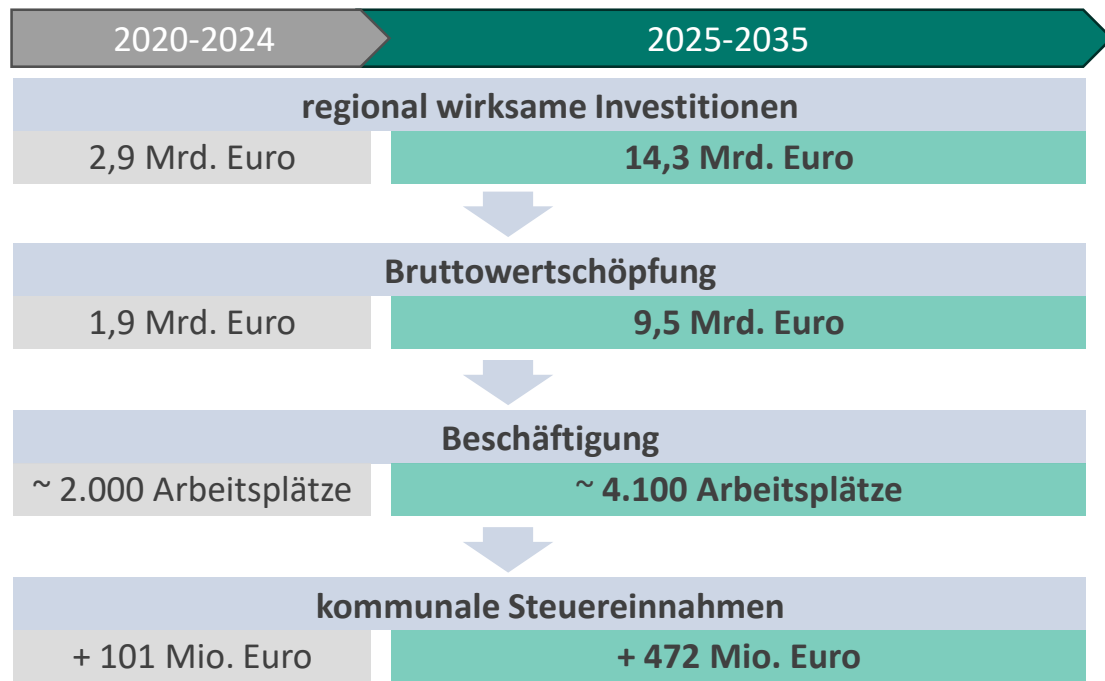 2020-2024 2025-2035
regional wirksame Investitionen
2,9 Mrd. Euro 14,3 Mrd. Euro
Bruttowertschöpfung
1,9 Mrd. Euro 9,5 Mrd. Euro
Beschäftigung
~ 2.000 Arbeitsplätze ~ 4.100 Arbeitsplätze
kommunale Steuereinnahmen
+ 101 Mio. Euro + 472 Mio. Euro